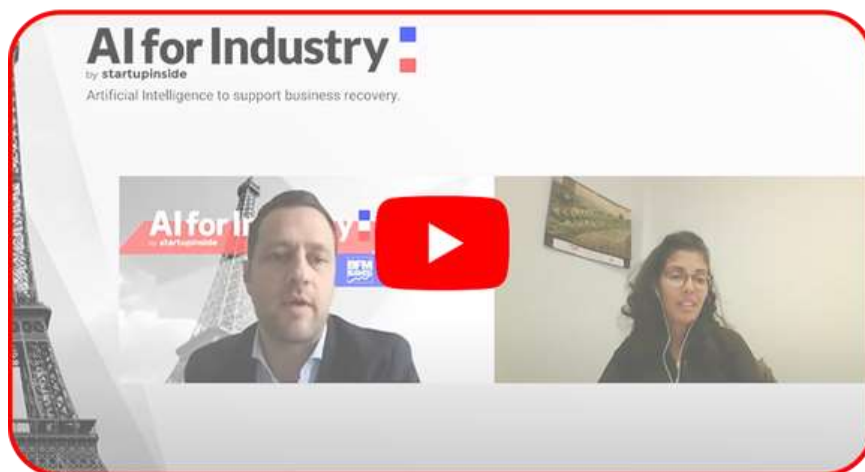 AI for Industry
by startupinside
Artificial Intelligence to support business recovery.
AI for In y
by startupinside
BFM